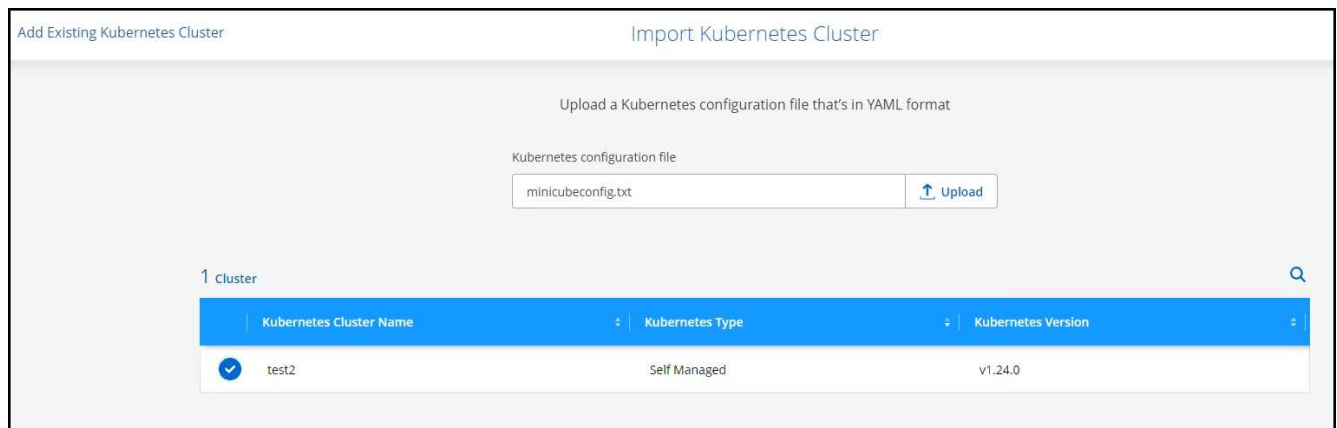 Add Existing Kubernetes Cluster
Import Kubernetes Cluster
Upload a Kubernetes configuration file that's in YAML format
Kubernetes configuration file
minicubeconfig.txt Upload
1 Cluster
Kubernetes Cluster Name Kubernetes Type Kubernetes Version
test2 Self Managed v1.24.0